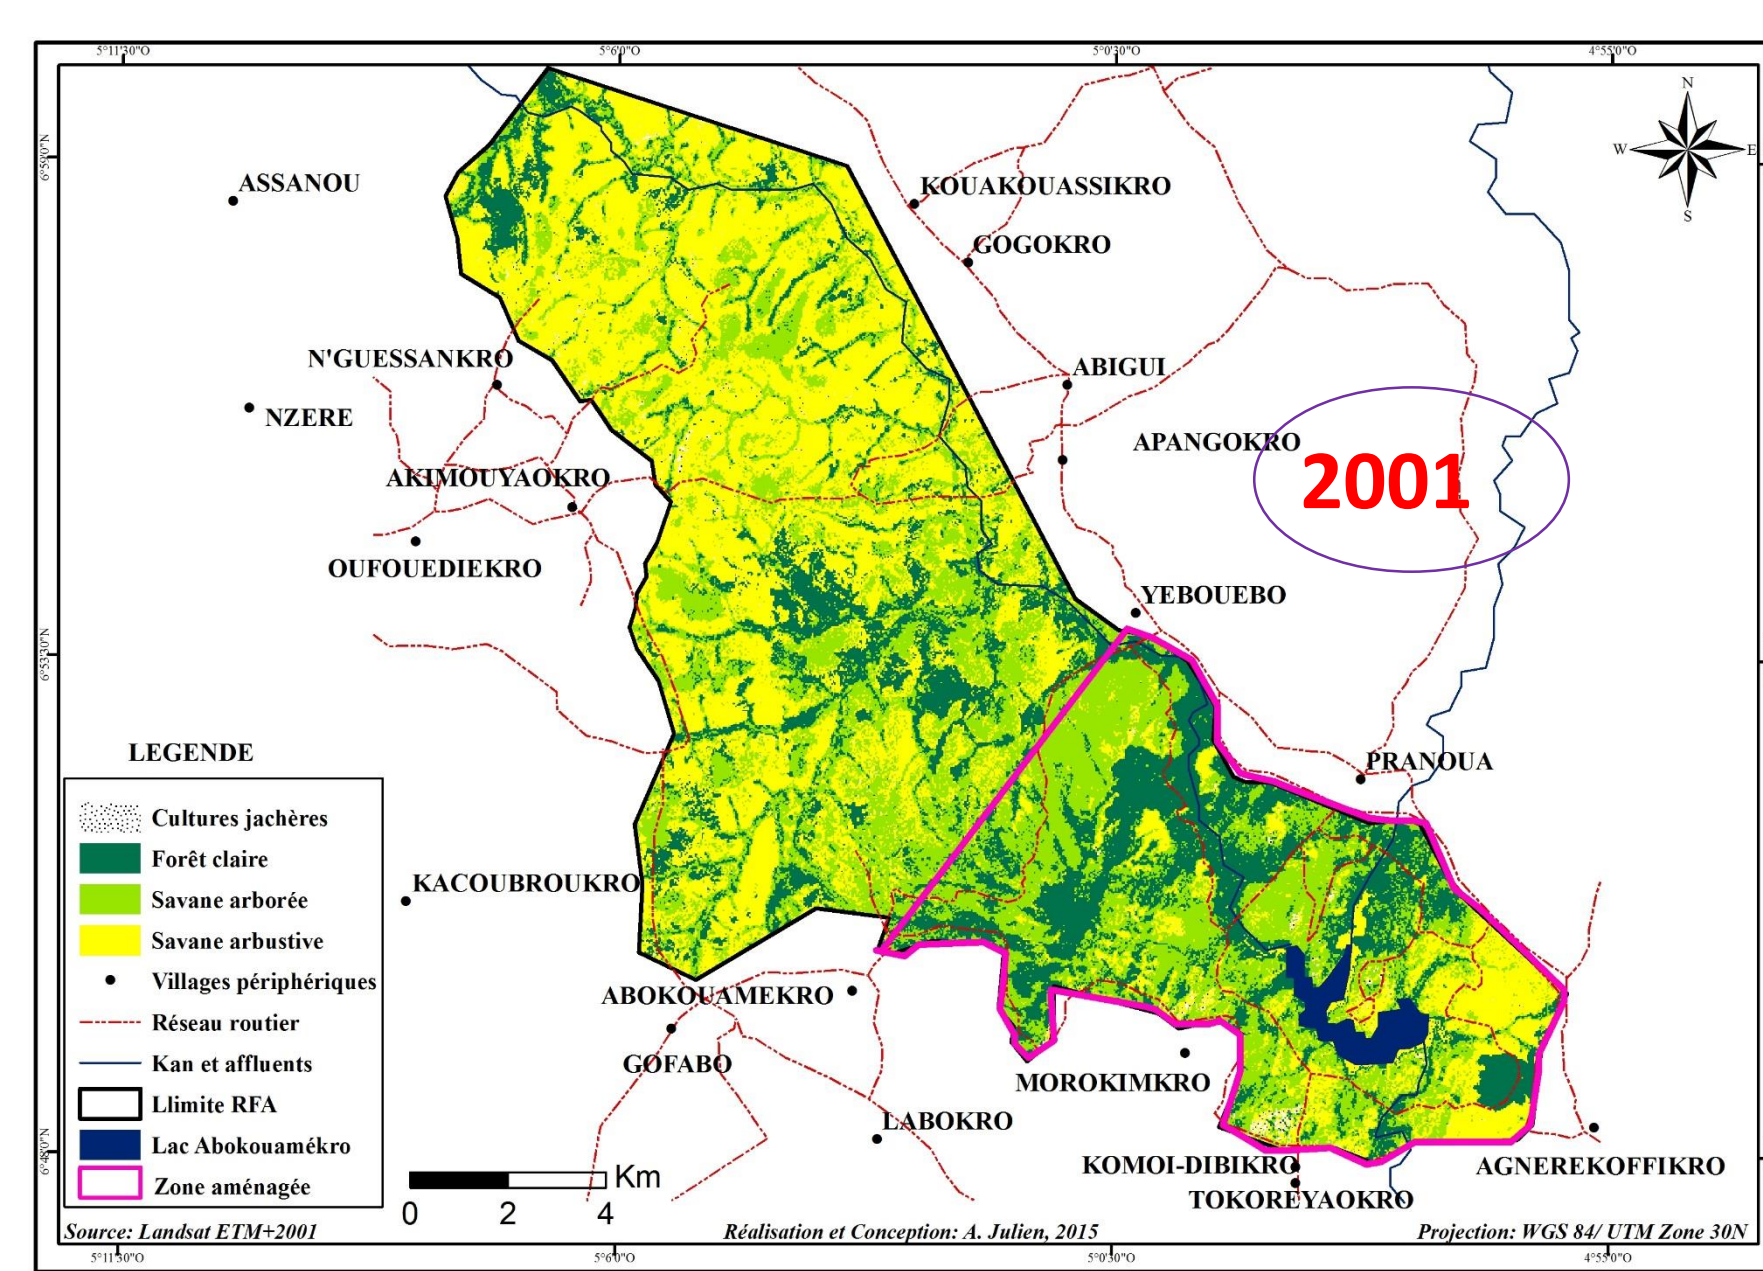 5°11'30"O 5°6'0"O 5°0'30"O 4°55'0"O
N
W E
S
6°59'0"N
ASSANOU
KOUAKOUASSIKRO
GOGOKRO
N'GUESSANKRO
ABIGUI
NZERE
APANGOKRO
2001
AKIMOUYAOKRO
OUFOUEDIEKRO
YEBOUEBO
6°53'30"N
PRANOUA
KACOUBROUKRO
ABOKOUAMEKRO
GOFABO
MOROKIMKRO
LABOKRO
6°48'0"N
KOMOI-DIBIKRO
AGNEREKOFFIKRO
TOKOREYAOKRO
LEGENDE
Cultures jachères
Forêt claire
Savane arborée
Savane arbustive
Villages périphériques
Réseau routier
Kan et affluents
Llimite RFA
Lac Abokouamékro
Zone aménagée
Km
0 2 4
Source: Landsat ETM+2001
Réalisation et Conception: A. Julien, 2015
Projection: WGS 84/ UTM Zone 30N
5°11'30"O 5°6'0"O 5°0'30"O 4°55'0"O